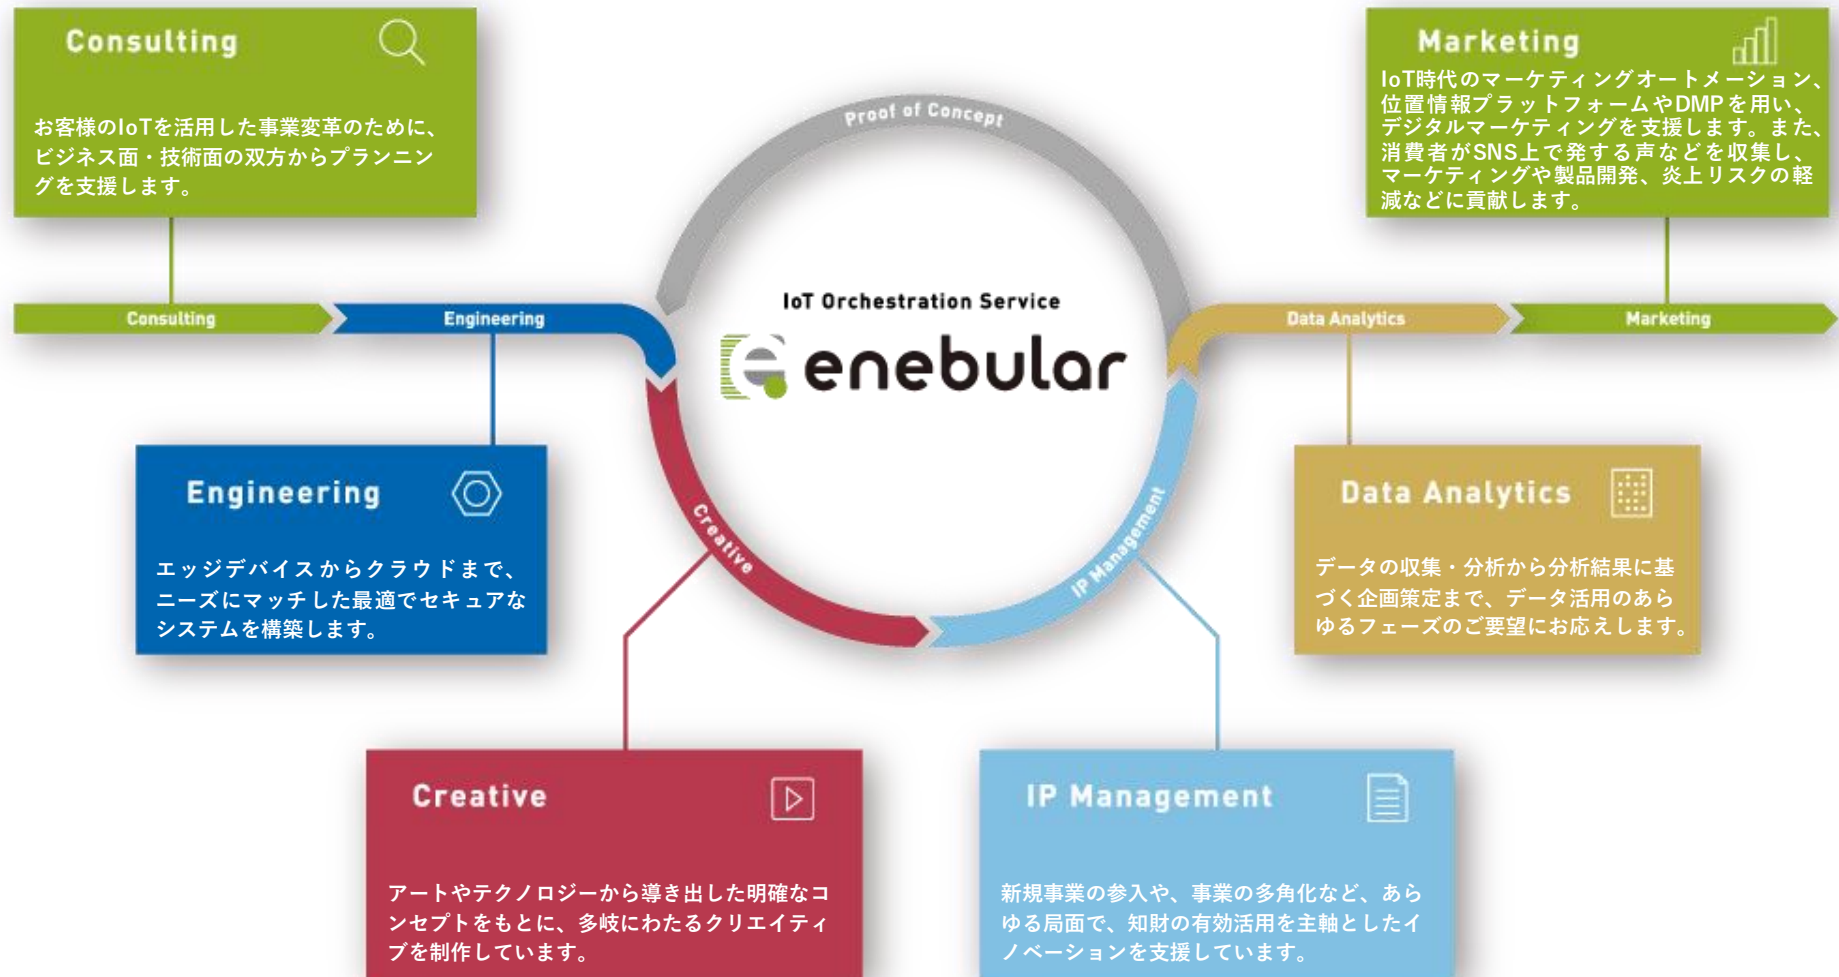 Consulting
お客様のIoTを活用した事業変革のために、
ビジネス面・技術面の双方からプランニン
グを支援します。
Marketing
IoT時代のマーケティングオートメーション、
位置情報プラットフォームやDMPを用い、
デジタルマーケティングを支援します。また、
消費者がSNS上で発する声などを収集し、
マーケティングや製品開発、炎上リスクの軽
減などに貢献します。
Proof of Concept
IoT Orchestration Service
enebular
Consulting
Engineering
Data Analytics
Marketing
Creative
IP Management
Engineering
エッジデバイスからクラウドまで、
ニーズにマッチした最適でセキュアな
システムを構築します。
Data Analytics
データの収集・分析から分析結果に基
づく企画策定まで、データ活用のあら
ゆるフェーズのご要望にお応えします。
Creative
アートやテクノロジーから導き出した明確なコ
ンセプトをもとに、多岐にわたるクリエイティ
ブを制作しています。
IP Management
新規事業の参入や、事業の多角化など、あら
ゆる局面で、知財の有効活用を主軸としたイ
ノベーションを支援しています。